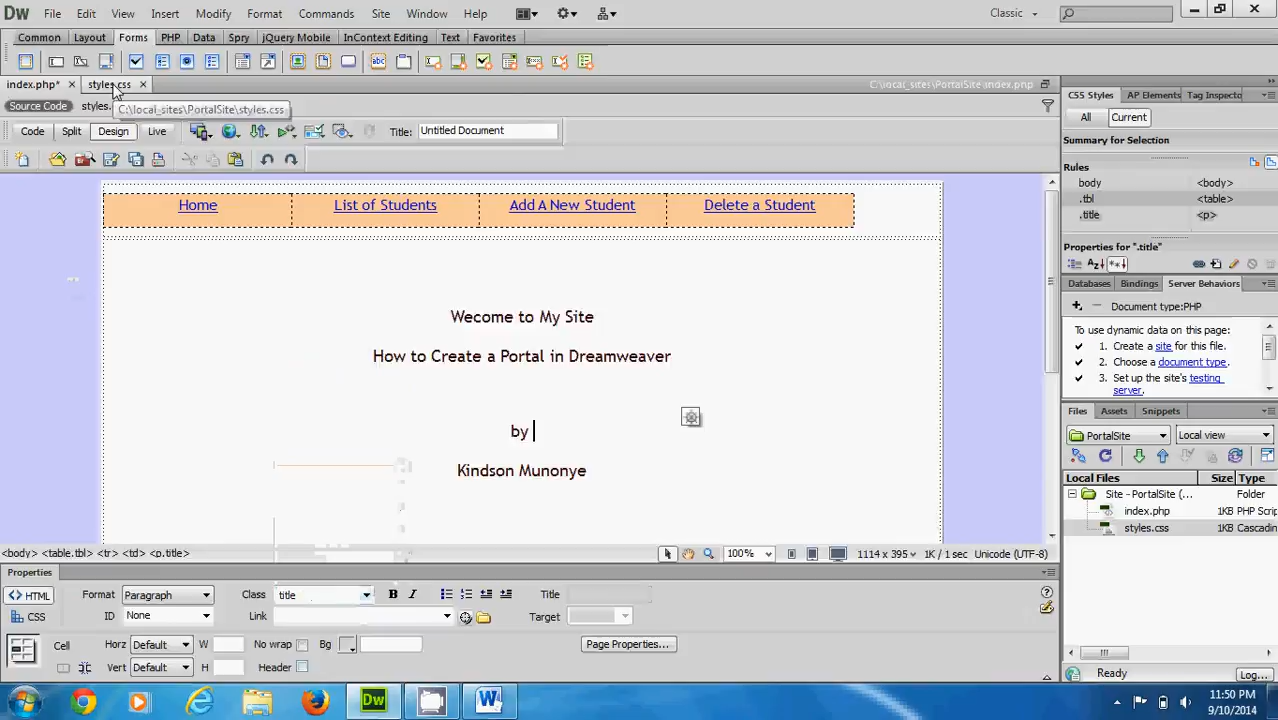 Dw File Edit View Insert Modify Format Commands Site Window Help Classic
Common Layout Forms PHP Data Spry jQuery Mobile InContext Editing Text Favorites
index.php* styles.css C:\local_sites\PortalSite\index.php
Source Code styles. C:\local_sites\PortalSite\styles.css
Code Split Design Live Title: Untitled Document
Home List of Students Add A New Student Delete a Student
Wecome to My Site
How to Create a Portal in Dreamweaver
by
Kindson Munonye
<body> <table.tbl> <tr> <td> <p.title> 100% 1114 x 395 1K / 1 sec Unicode (UTF-8)
Properties
HTML Format Paragraph Class title B I Title
CSS ID None Link Target
Cell Horz Default W No wrap Bg Page Properties...
Vert Default H Header
CSS Styles AP Elements Tag Inspecto
All Current
Summary for Selection
Rules
body <body>
.tbl <table>
.title <p>
Properties for ".title"
Databases Bindings Server Behaviors
Document type:PHP
To use dynamic data on this page:
1. Create a site for this file.
2. Choose a document type.
3. Set up the site's testing
server.
Files Assets Snippets
PortalSite Local view
Local Files Size Type
Site - PortalSite (... Folder
index.php 1KB PHP Scrip
styles.css 1KB Cascadin
Ready Log...
Dw W 11:50 PM
9/10/2014